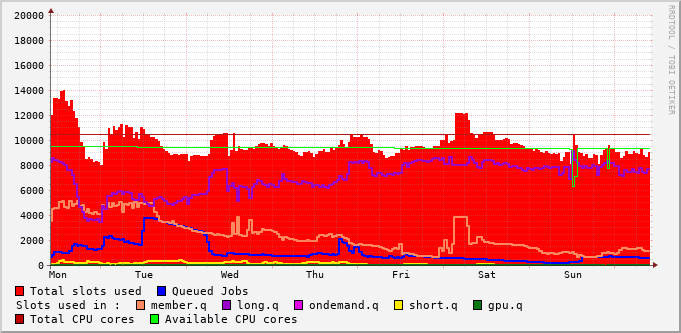 20000
18000
16000
14000
12000
10000
8000
6000
4000
2000
0
Mon Tue Wed Thu Fri Sat Sun
RRDTOOL / TOBI OETIKER
Total slots used Queued Jobs
Slots used in : member.q long.q ondemand.q short.q gpu.q
Total CPU cores Available CPU cores